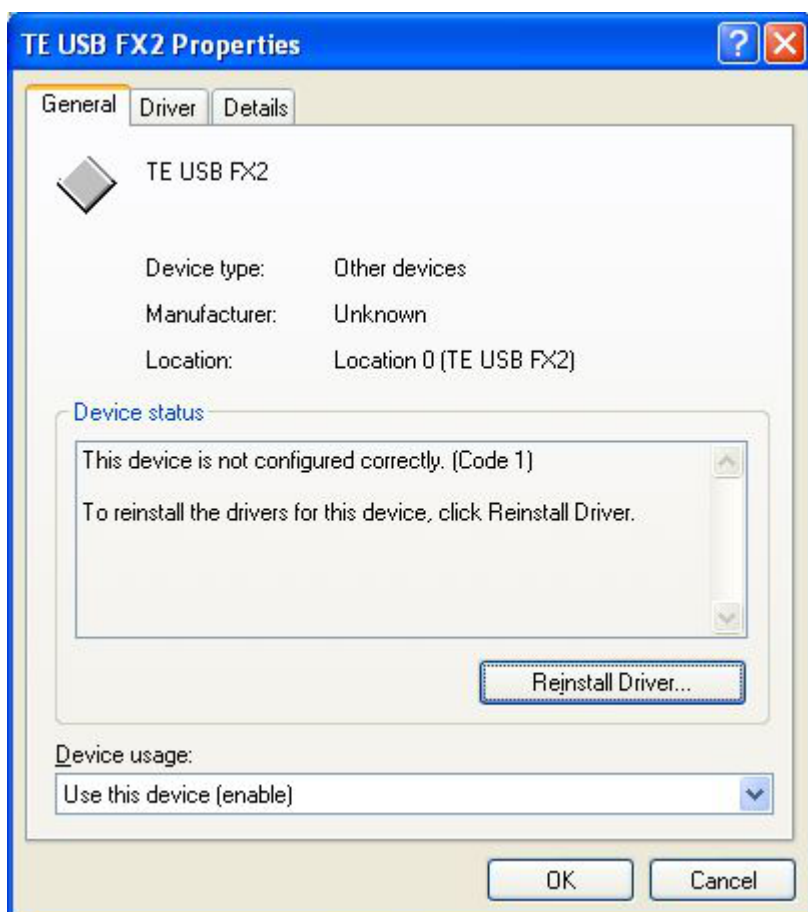 TE USB FX2 Properties
General Driver Details
TE USB FX2
Device type: Other devices
Manufacturer: Unknown
Location: Location 0 (TE USB FX2)
Device status
This device is not configured correctly. (Code 1)
To reinstall the drivers for this device, click Reinstall Driver.
Reinstall Driver...
Device usage:
Use this device (enable)
OK Cancel